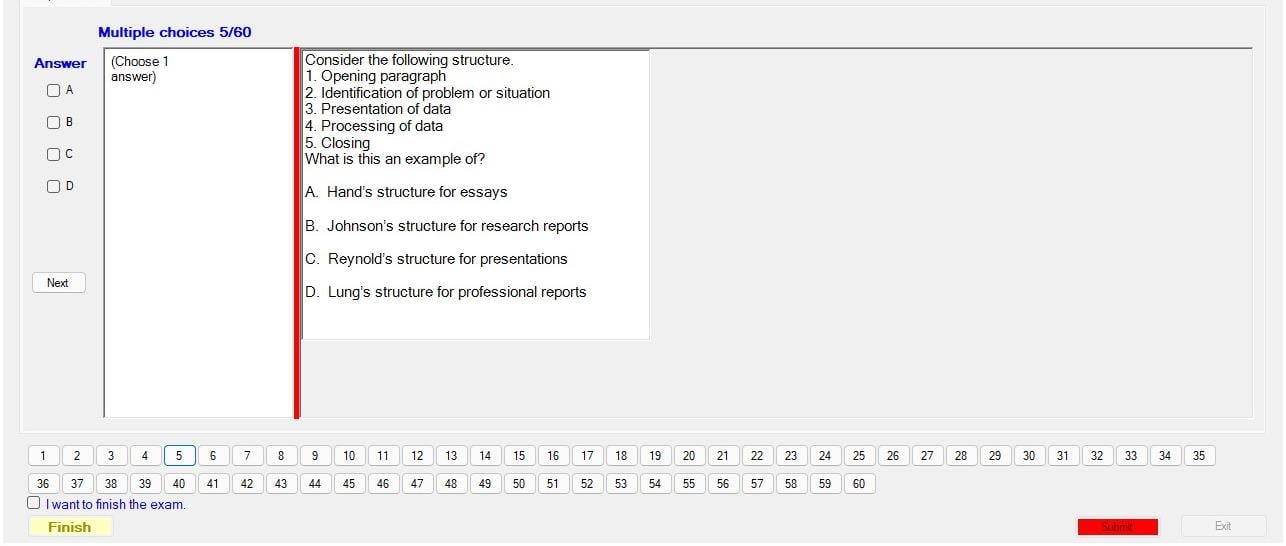 Multiple choices 5/60
Answer
A
B
C
D
Next
(Choose 1
answer)
Consider the following structure.
1. Opening paragraph
2. Identification of problem or situation
3. Presentation of data
4. Processing of data
5. Closing
What is this an example of?
A. Hand's structure for essays
B. Johnson's structure for research reports
C. Reynold's structure for presentations
D. Lung's structure for professional reports
1 2 3 4 5 6 7 8 9 10 11 12 13 14 15 16 17 18 19 20 21 22 23 24 25 26 27 28 29 30 31 32 33 34 35
36 37 38 39 40 41 42 43 44 45 46 47 48 49 50 51 52 53 54 55 56 57 58 59 60
I want to finish the exam.
Finish
Submit
Exit